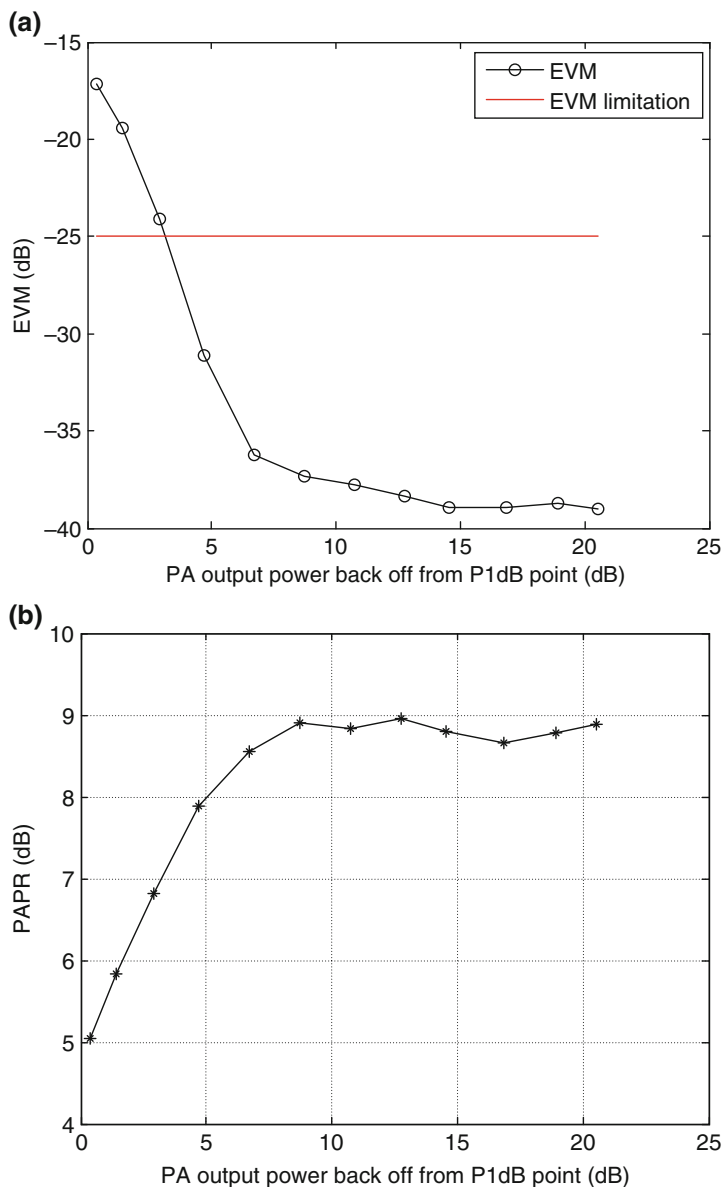 (a)
−15
−20
−25
−30
−35
−40
EVM (dB)
EVM
EVM limitation
0 5 10 15 20 25
PA output power back off from P1dB point (dB)
(b)
10
9
8
7
6
5
4
PAPR (dB)
0 5 10 15 20 25
PA output power back off from P1dB point (dB)